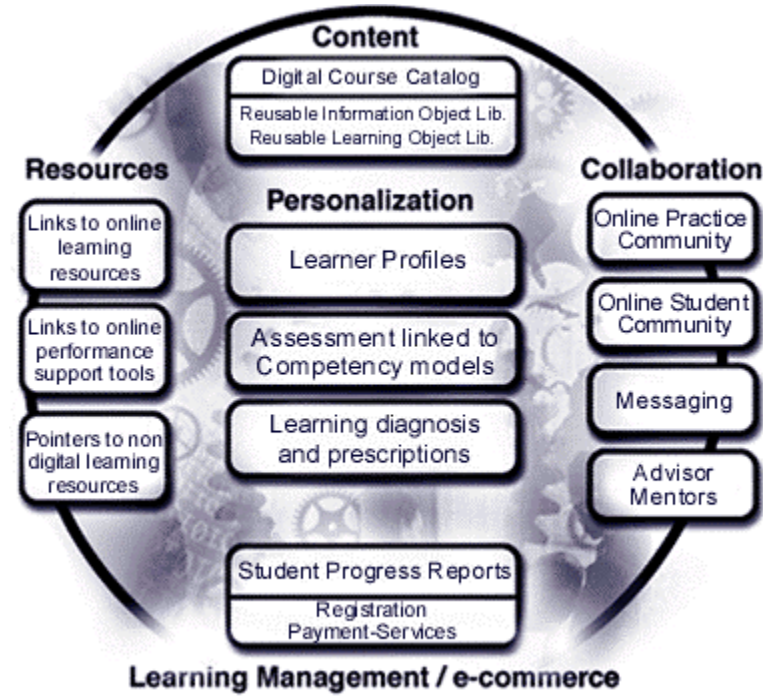 Content
Digital Course Catalog
Reusable Information Object Lib.
Reusable Learning Object Lib.
Resources
Links to online
learning
resources
Links to online
performance
support tools
Pointers to non
digital learning
resources
Personalization
Learner Profiles
Assessment linked to
Competency models
Learning diagnosis
and prescriptions
Collaboration
Online Practice
Community
Online Student
Community
Messaging
Advisor
Mentors
Student Progress Reports
Registration
Payment-Services
Learning Management / e-commerce